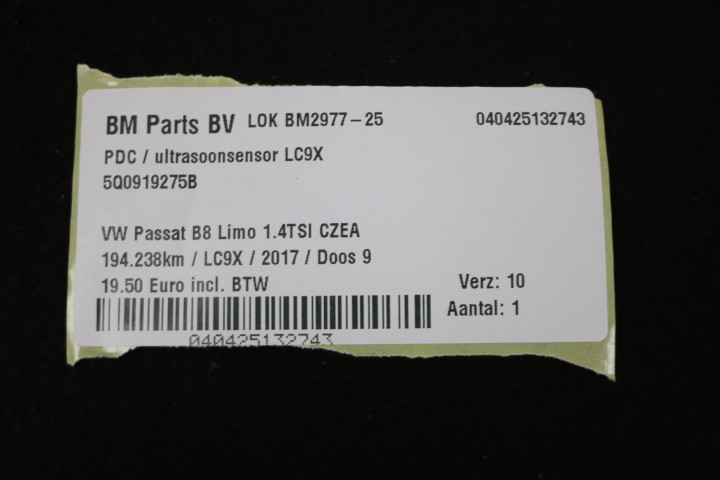 BM Parts BV LOK BM2977-25 040425132743
PDC / ultrasoonsensor LC9X
5Q0919275B
VW Passat B8 Limo 1.4TSI CZEA
194.238km / LC9X / 2017 / Doos 9
19.50 Euro incl. BTW Verz: 10
Aantal: 1
040425132743